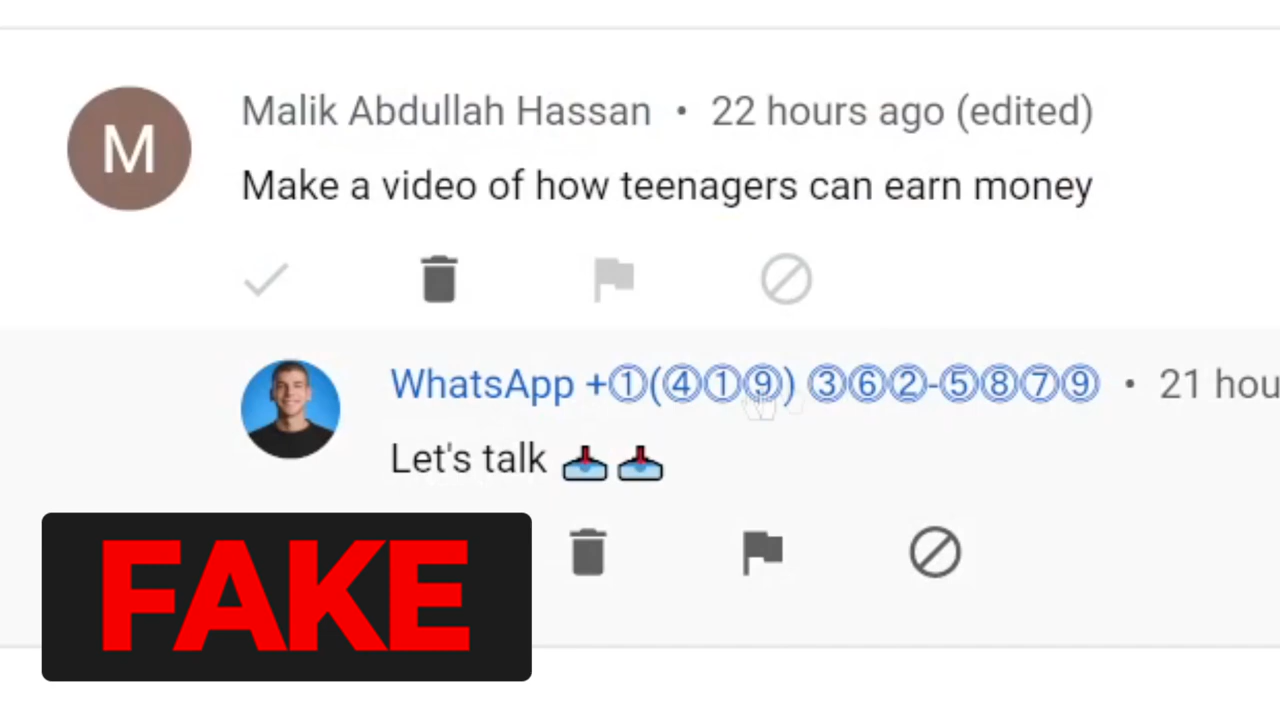 M
Malik Abdullah Hassan • 22 hours ago (edited)
Make a video of how teenagers can earn money
WhatsApp +①(④①⑨) ③⑥②-⑤⑧⑦⑨ • 21 hou
Let's talk 📥📥
FAKE